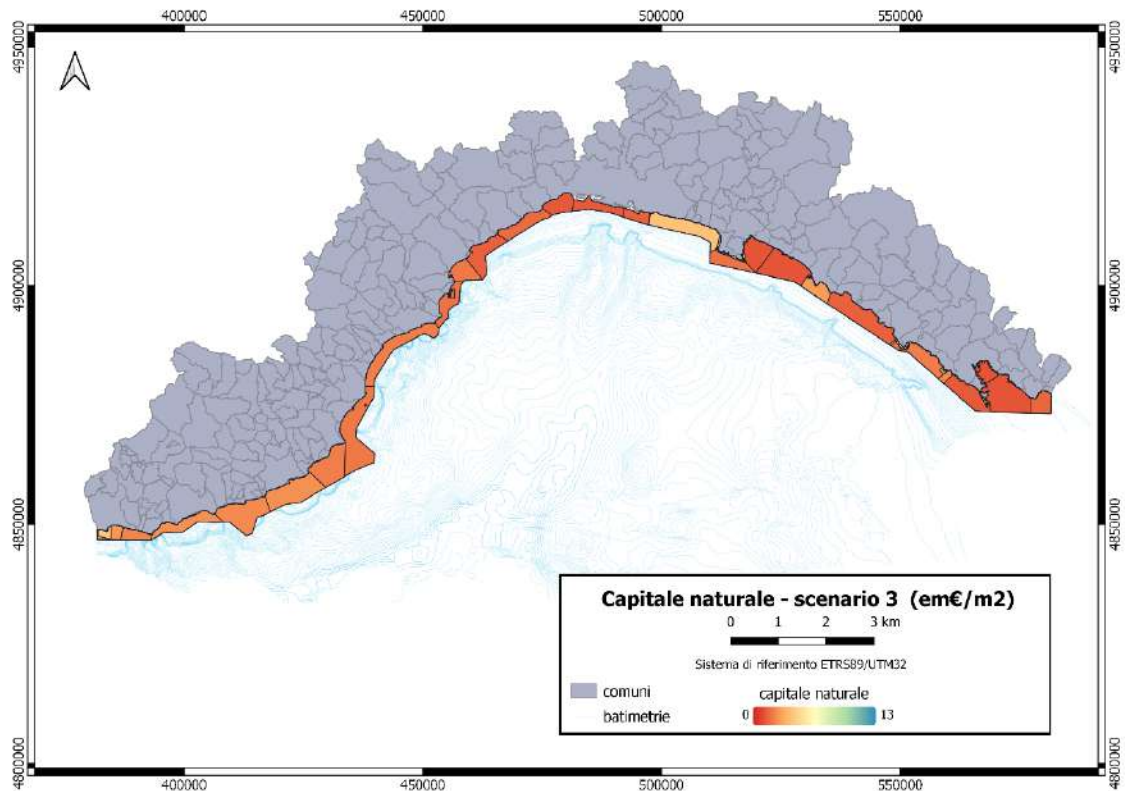 400000 450000 500000 550000
4950000 4950000
4900000 4900000
4850000 4850000
4800000 4800000
Capitale naturale - scenario 3 (em€/m2)
0 1 2 3 km
Sistema di riferimento ETRS89/UTM32
comuni
capitale naturale
batimetrie
0 13
400000 450000 500000 550000